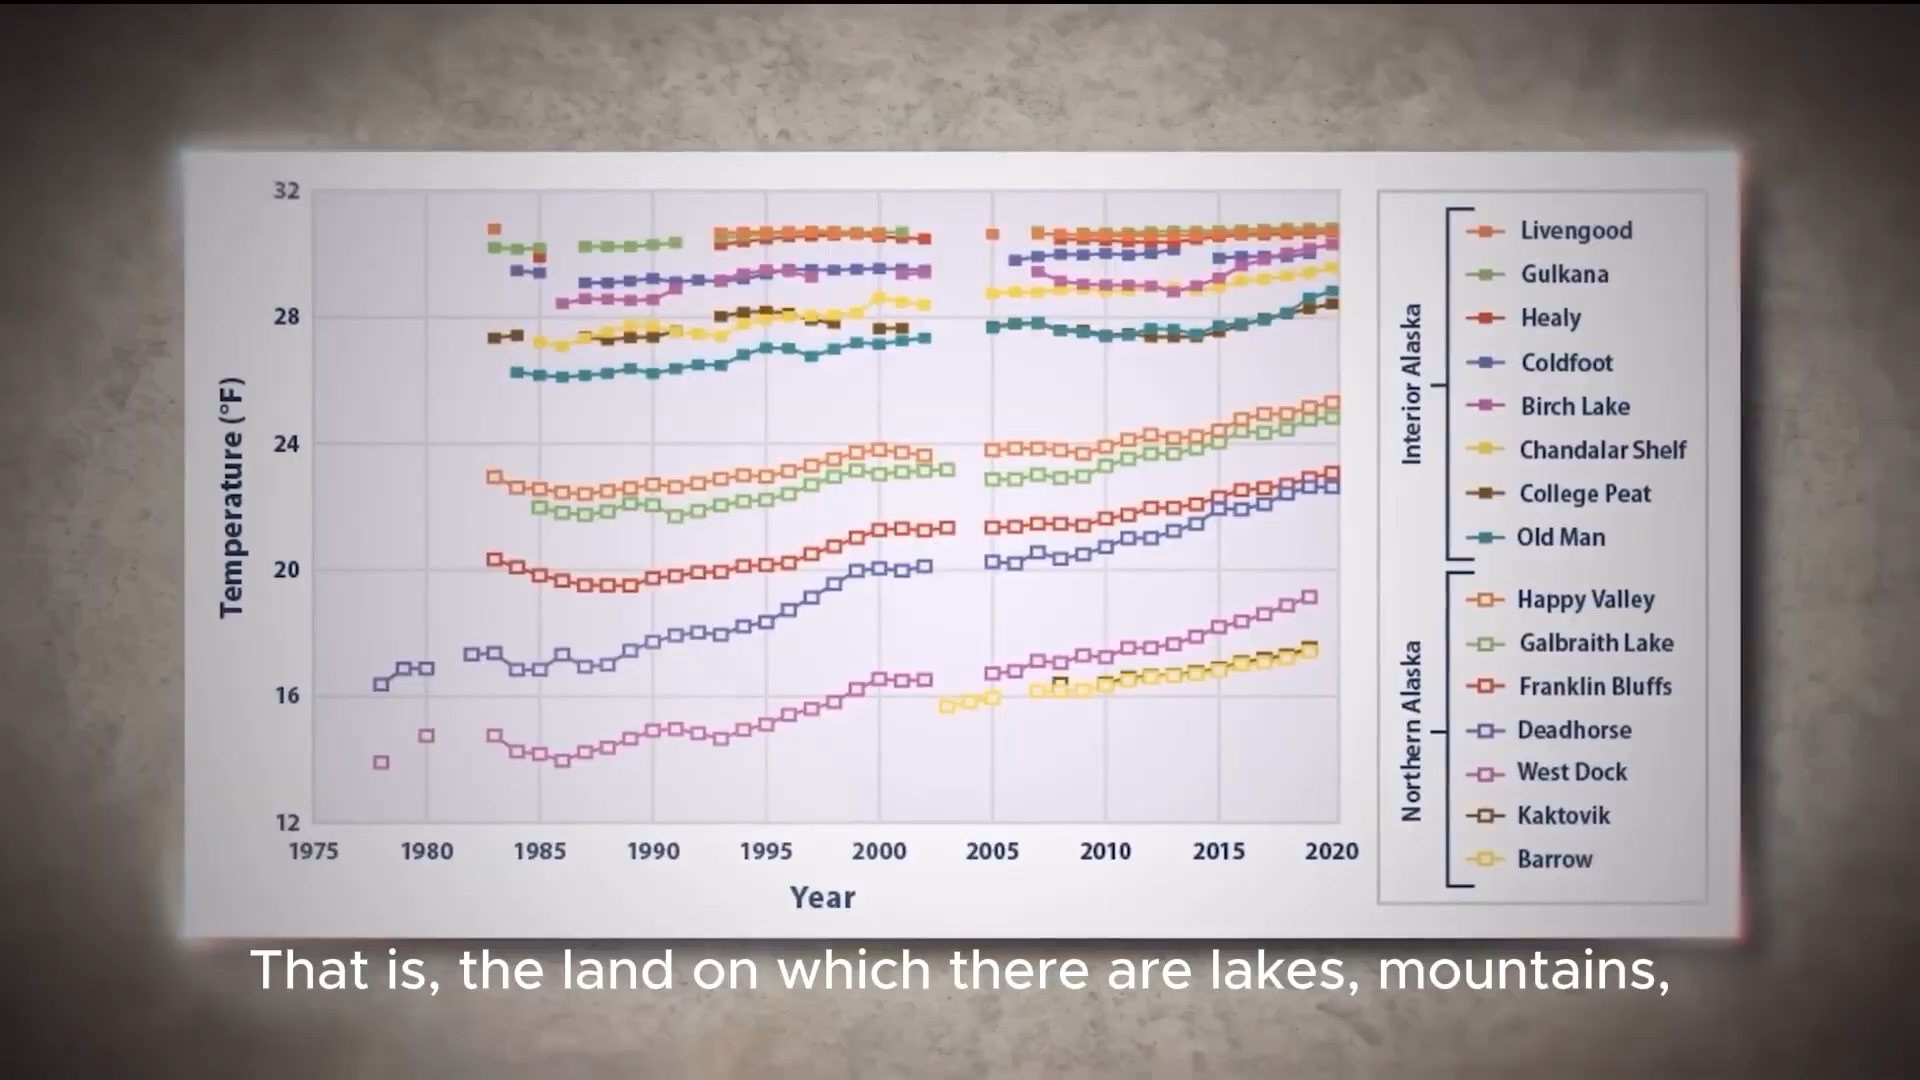 32
28
24
20
16
12
Temperature (°F)
1975 1980 1985 1990 1995 2000 2005 2010 2015 2020
Year
Interior Alaska
Livengood
Gulkana
Healy
Coldfoot
Birch Lake
Chandalar Shelf
College Peat
Old Man
Northern Alaska
Happy Valley
Galbraith Lake
Franklin Bluffs
Deadhorse
West Dock
Kaktovik
Barrow
That is, the land on which there are lakes, mountains,